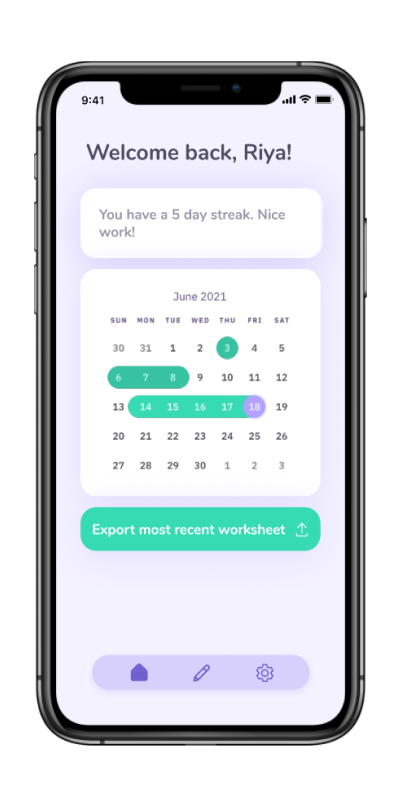 9:41
Welcome back, Riya!
You have a 5 day streak. Nice
work!
June 2021
SUN MON TUE WED THU FRI SAT
30 31 1 2 3 4 5
6 7 8 9 10 11 12
13 14 15 16 17 18 19
20 21 22 23 24 25 26
27 28 29 30 1 2 3
Export most recent worksheet